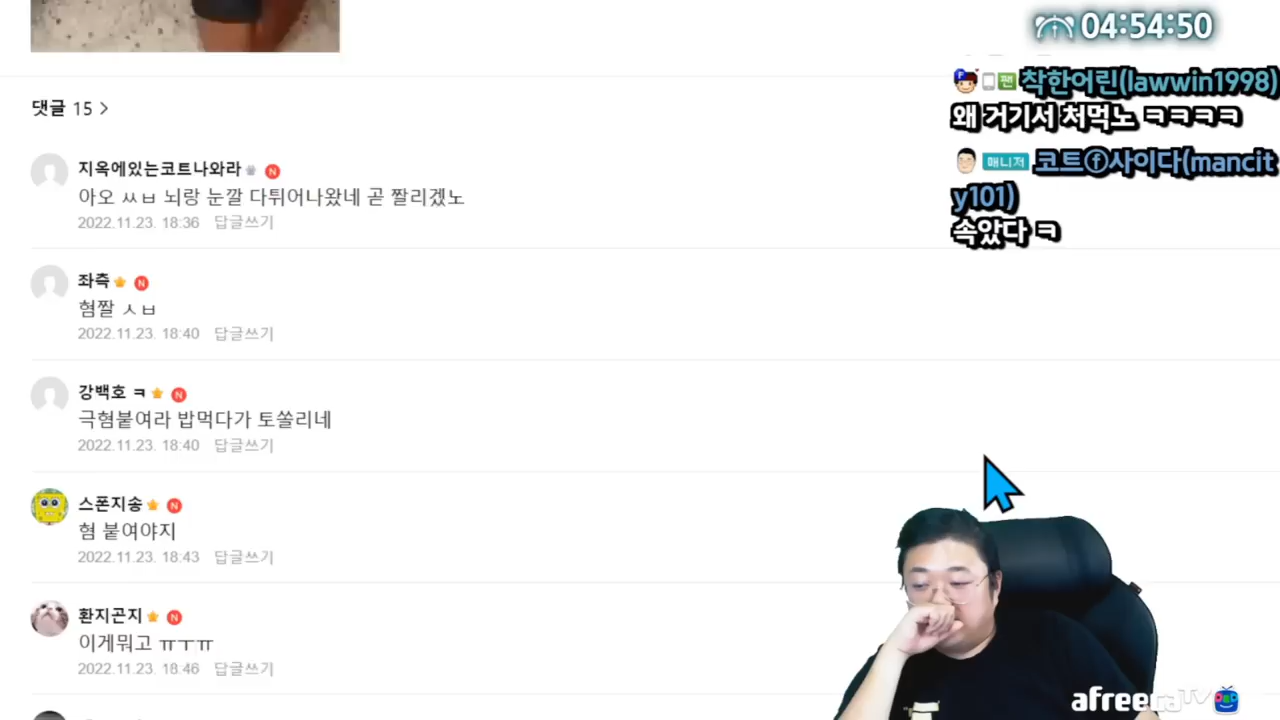 04:54:50
착한어린(lawwin1998)
왜 거기서 처먹노 ㅋㅋㅋㅋ
매니저 코트ⓕ사이다(mancit
y101)
속았다 ㅋ
댓글 15 >
지옥에있는코트나와라 N
아오 ㅆㅂ 뇌랑 눈깔 다튀어나왔네 곧 짤리겠노
2022.11.23. 18:36 답글쓰기
좌측 N
혐짤 ㅅㅂ
2022.11.23. 18:40 답글쓰기
강백호 ㅋ N
극혐붙여라 밥먹다가 토쏠리네
2022.11.23. 18:40 답글쓰기
스폰지송 N
혐 붙여야지
2022.11.23. 18:43 답글쓰기
환지곤지 N
이게뭐고 ㅠㅜㅠ
2022.11.23. 18:46 답글쓰기
afreecaTV